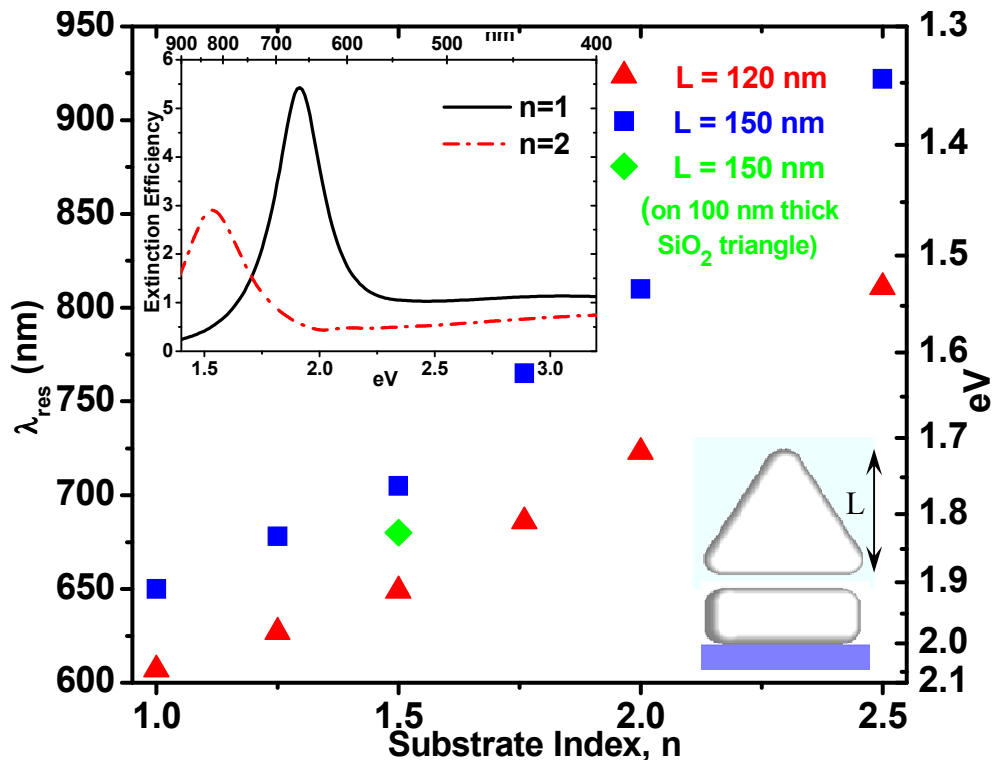 900 800 700 600 500 400
950
900
850
800
750
700
650
600
λres (nm)
6
5
4
3
2
1
0
Extinction Efficiency
1.5 2.0 2.5 3.0
eV
n=1
n=2
L = 120 nm
L = 150 nm
L = 150 nm
(on 100 nm thick
SiO2 triangle)
L
1.3
1.4
1.5
1.6
1.7
1.8
1.9
2.0
2.1
eV
1.0 1.5 2.0 2.5
Substrate Index, n